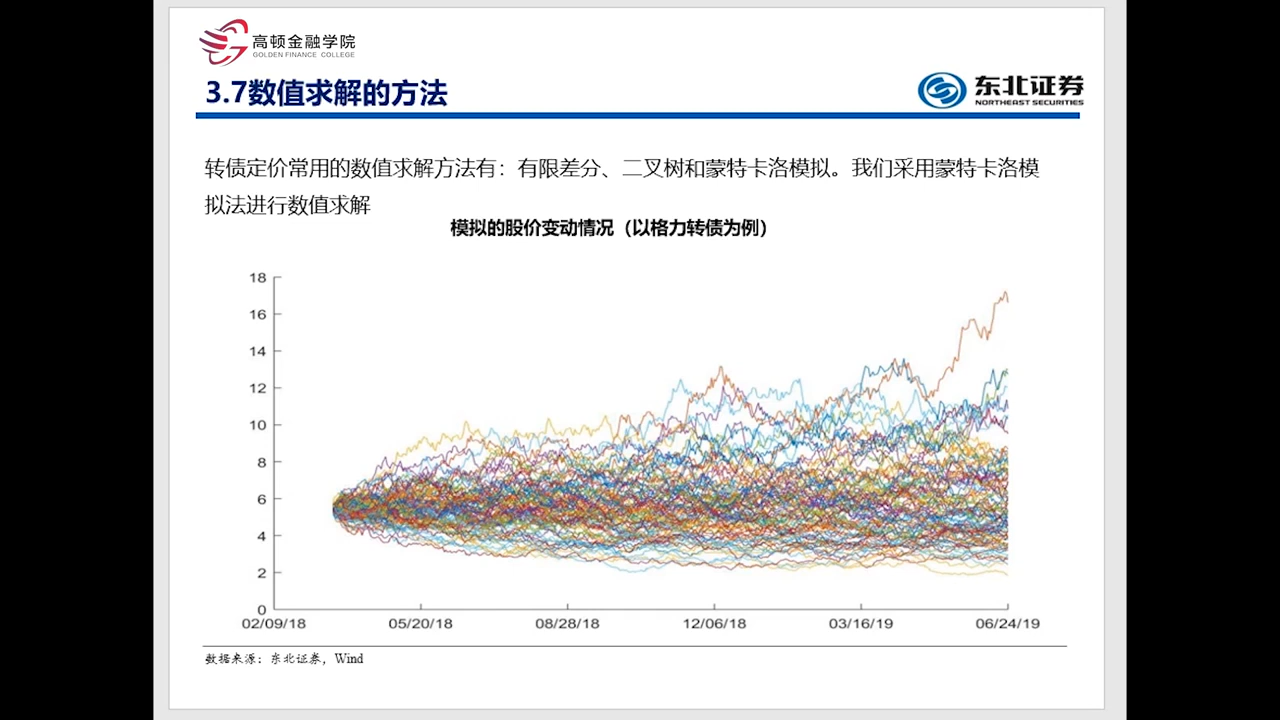 高顿金融学院
GOLDEN FINANCE COLLEGE
3.7数值求解的方法
东北证券
NORTHEAST SECURITIES
转债定价常用的数值求解方法有：有限差分、二叉树和蒙特卡洛模拟。我们采用蒙特卡洛模
拟法进行数值求解
模拟的股价变动情况（以格力转债为例）
18
16
14
12
10
8
6
4
2
0
02/09/18 05/20/18 08/28/18 12/06/18 03/16/19 06/24/19
数据来源：东北证券，Wind